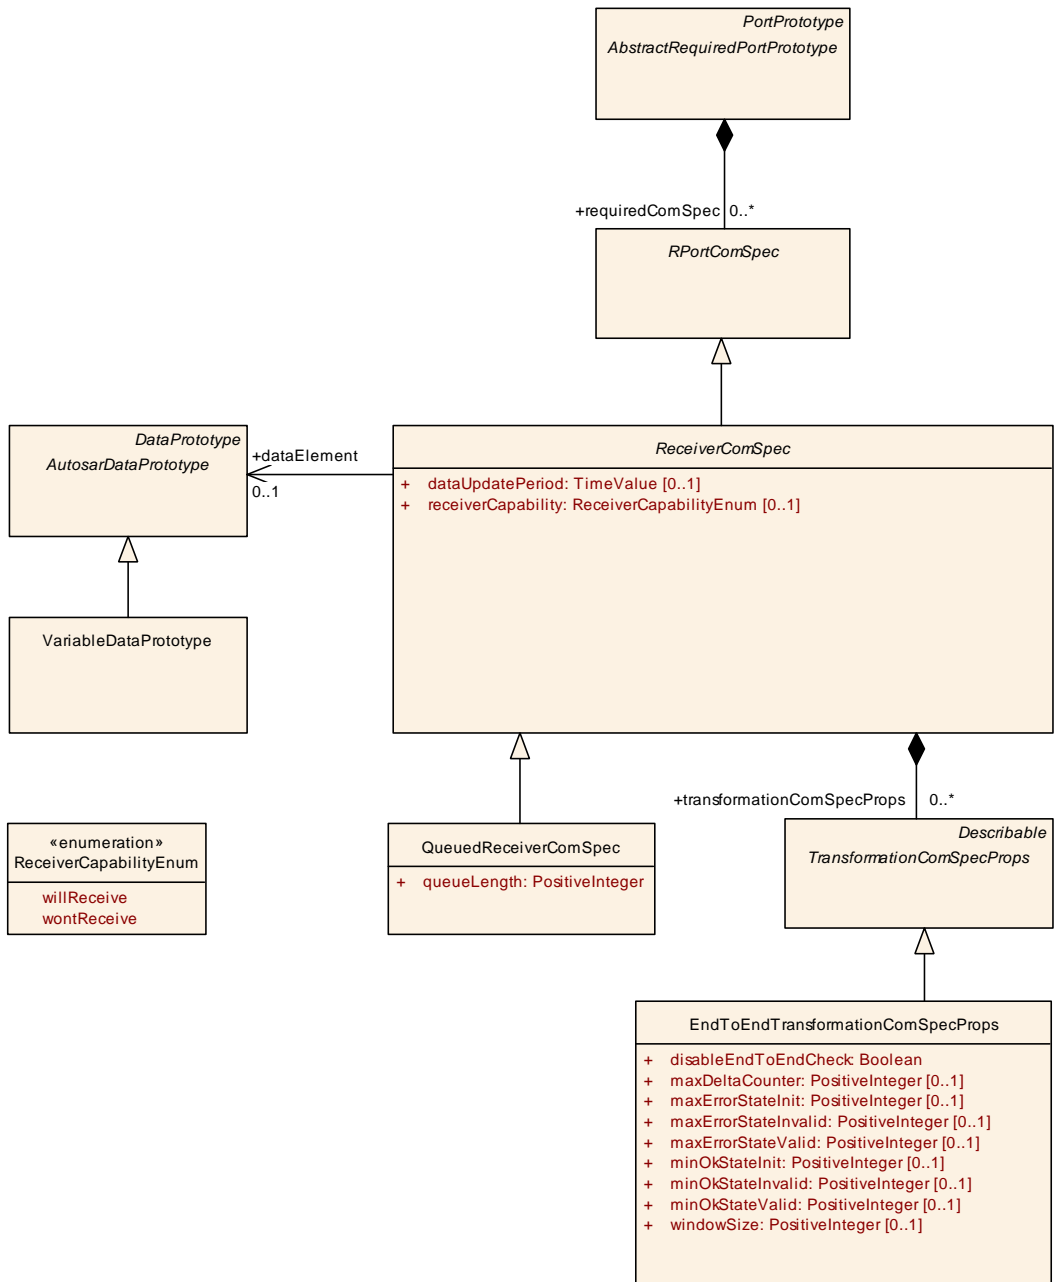 PortPrototype
AbstractRequiredPortPrototype
+requiredComSpec 0..*
RPortComSpec
DataPrototype
AutosarDataPrototype
+dataElement
0..1
ReceiverComSpec
+ dataUpdatePeriod: TimeValue [0..1]
+ receiverCapability: ReceiverCapabilityEnum [0..1]
VariableDataPrototype
+transformationComSpecProps 0..*
«enumeration»
ReceiverCapabilityEnum
willReceive
wontReceive
QueuedReceiverComSpec
+ queueLength: PositiveInteger
Describable
TransformationComSpecProps
EndToEndTransformationComSpecProps
+ disableEndToEndCheck: Boolean
+ maxDeltaCounter: PositiveInteger [0..1]
+ maxErrorStateInit: PositiveInteger [0..1]
+ maxErrorStateInvalid: PositiveInteger [0..1]
+ maxErrorStateValid: PositiveInteger [0..1]
+ minOkStateInit: PositiveInteger [0..1]
+ minOkStateInvalid: PositiveInteger [0..1]
+ minOkStateValid: PositiveInteger [0..1]
+ windowSize: PositiveInteger [0..1]